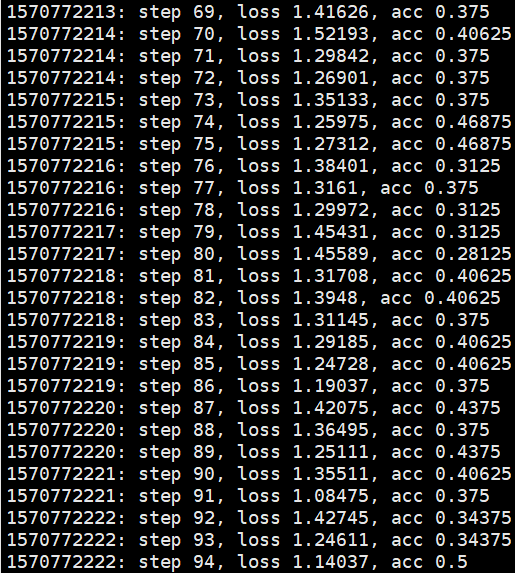 1570772213: step 69, loss 1.41626, acc 0.375
1570772214: step 70, loss 1.52193, acc 0.40625
1570772214: step 71, loss 1.29842, acc 0.375
1570772214: step 72, loss 1.26901, acc 0.375
1570772215: step 73, loss 1.35133, acc 0.375
1570772215: step 74, loss 1.25975, acc 0.46875
1570772215: step 75, loss 1.27312, acc 0.46875
1570772216: step 76, loss 1.38401, acc 0.3125
1570772216: step 77, loss 1.3161, acc 0.375
1570772216: step 78, loss 1.29972, acc 0.3125
1570772217: step 79, loss 1.45431, acc 0.3125
1570772217: step 80, loss 1.45589, acc 0.28125
1570772218: step 81, loss 1.31708, acc 0.40625
1570772218: step 82, loss 1.3948, acc 0.40625
1570772218: step 83, loss 1.31145, acc 0.375
1570772219: step 84, loss 1.29185, acc 0.40625
1570772219: step 85, loss 1.24728, acc 0.40625
1570772219: step 86, loss 1.19037, acc 0.375
1570772220: step 87, loss 1.42075, acc 0.4375
1570772220: step 88, loss 1.36495, acc 0.375
1570772220: step 89, loss 1.25111, acc 0.4375
1570772221: step 90, loss 1.35511, acc 0.40625
1570772221: step 91, loss 1.08475, acc 0.375
1570772222: step 92, loss 1.42745, acc 0.34375
1570772222: step 93, loss 1.24611, acc 0.34375
1570772222: step 94, loss 1.14037, acc 0.5